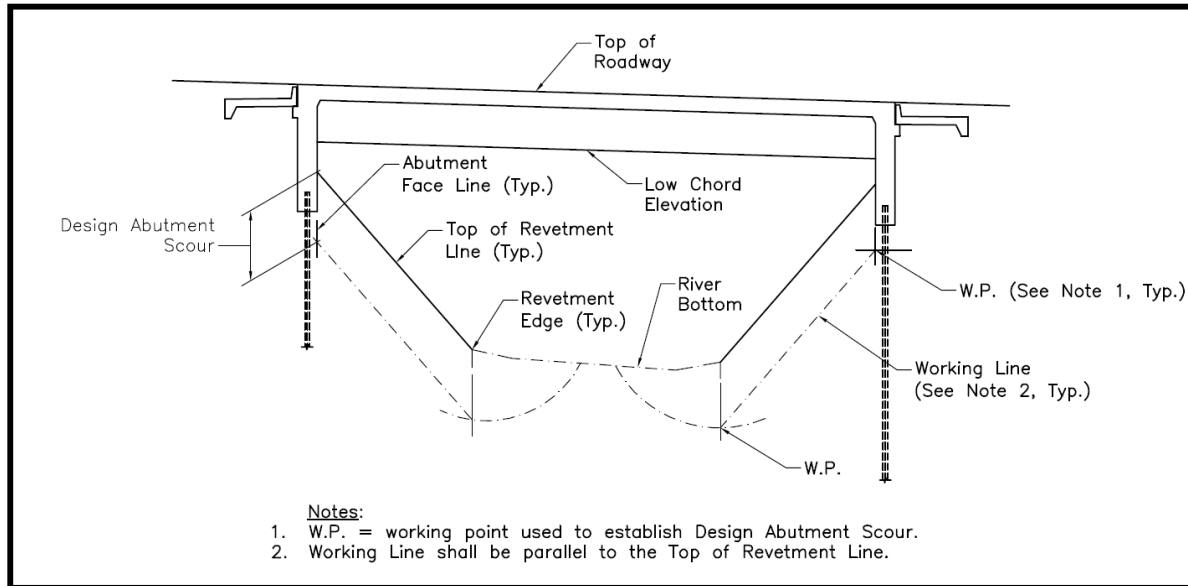 Top of
Roadway
Abutment
Face Line (Typ.)
Low Chord
Elevation
Design Abutment
Scour
Top of Revetment
LIne (Typ.)
River
Bottom
Revetment
Edge (Typ.)
W.P. (See Note 1, Typ.)
Working Line
(See Note 2, Typ.)
W.P.
Notes:
1. W.P. = working point used to establish Design Abutment Scour.
2. Working Line shall be parallel to the Top of Revetment Line.